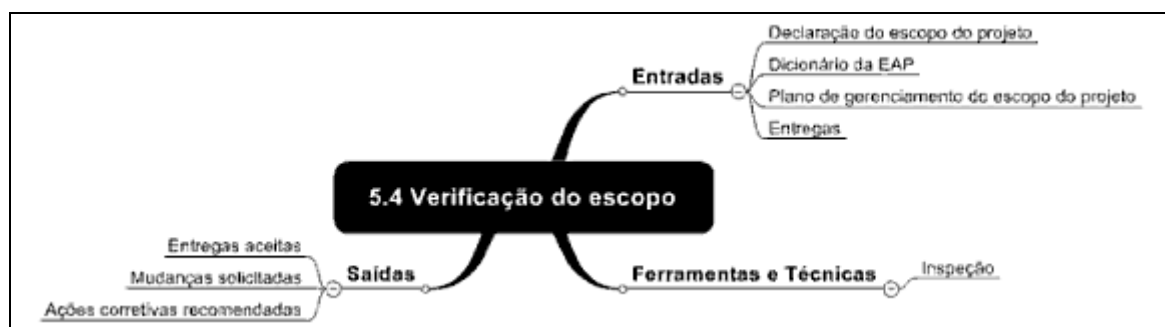 Declaração do escopo do projeto
Entradas
Dicionário da EAP
Plano de gerenciamento do escopo do projeto
Entregas
5.4 Verificação do escopo
Entregas aceitas
Mudanças solicitadas
Ações corretivas recomendadas
Saídas
Ferramentas e Técnicas
Inspeção